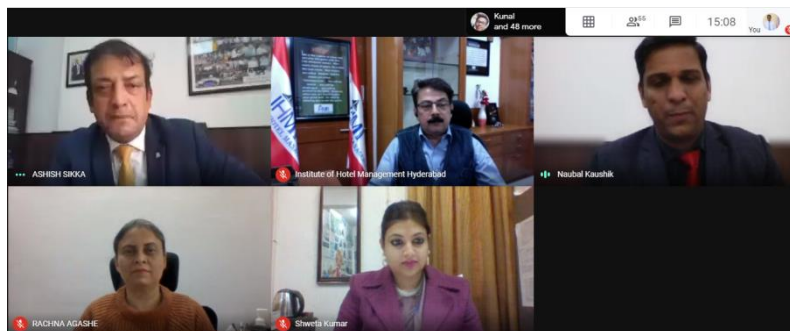 Kunal
and 48 more
56
15:08
You
ASHISH SIKKA
Institute of Hotel Management Hyderabad
Naubal Kaushik
RACHNA AGASHE
Shweta Kumar